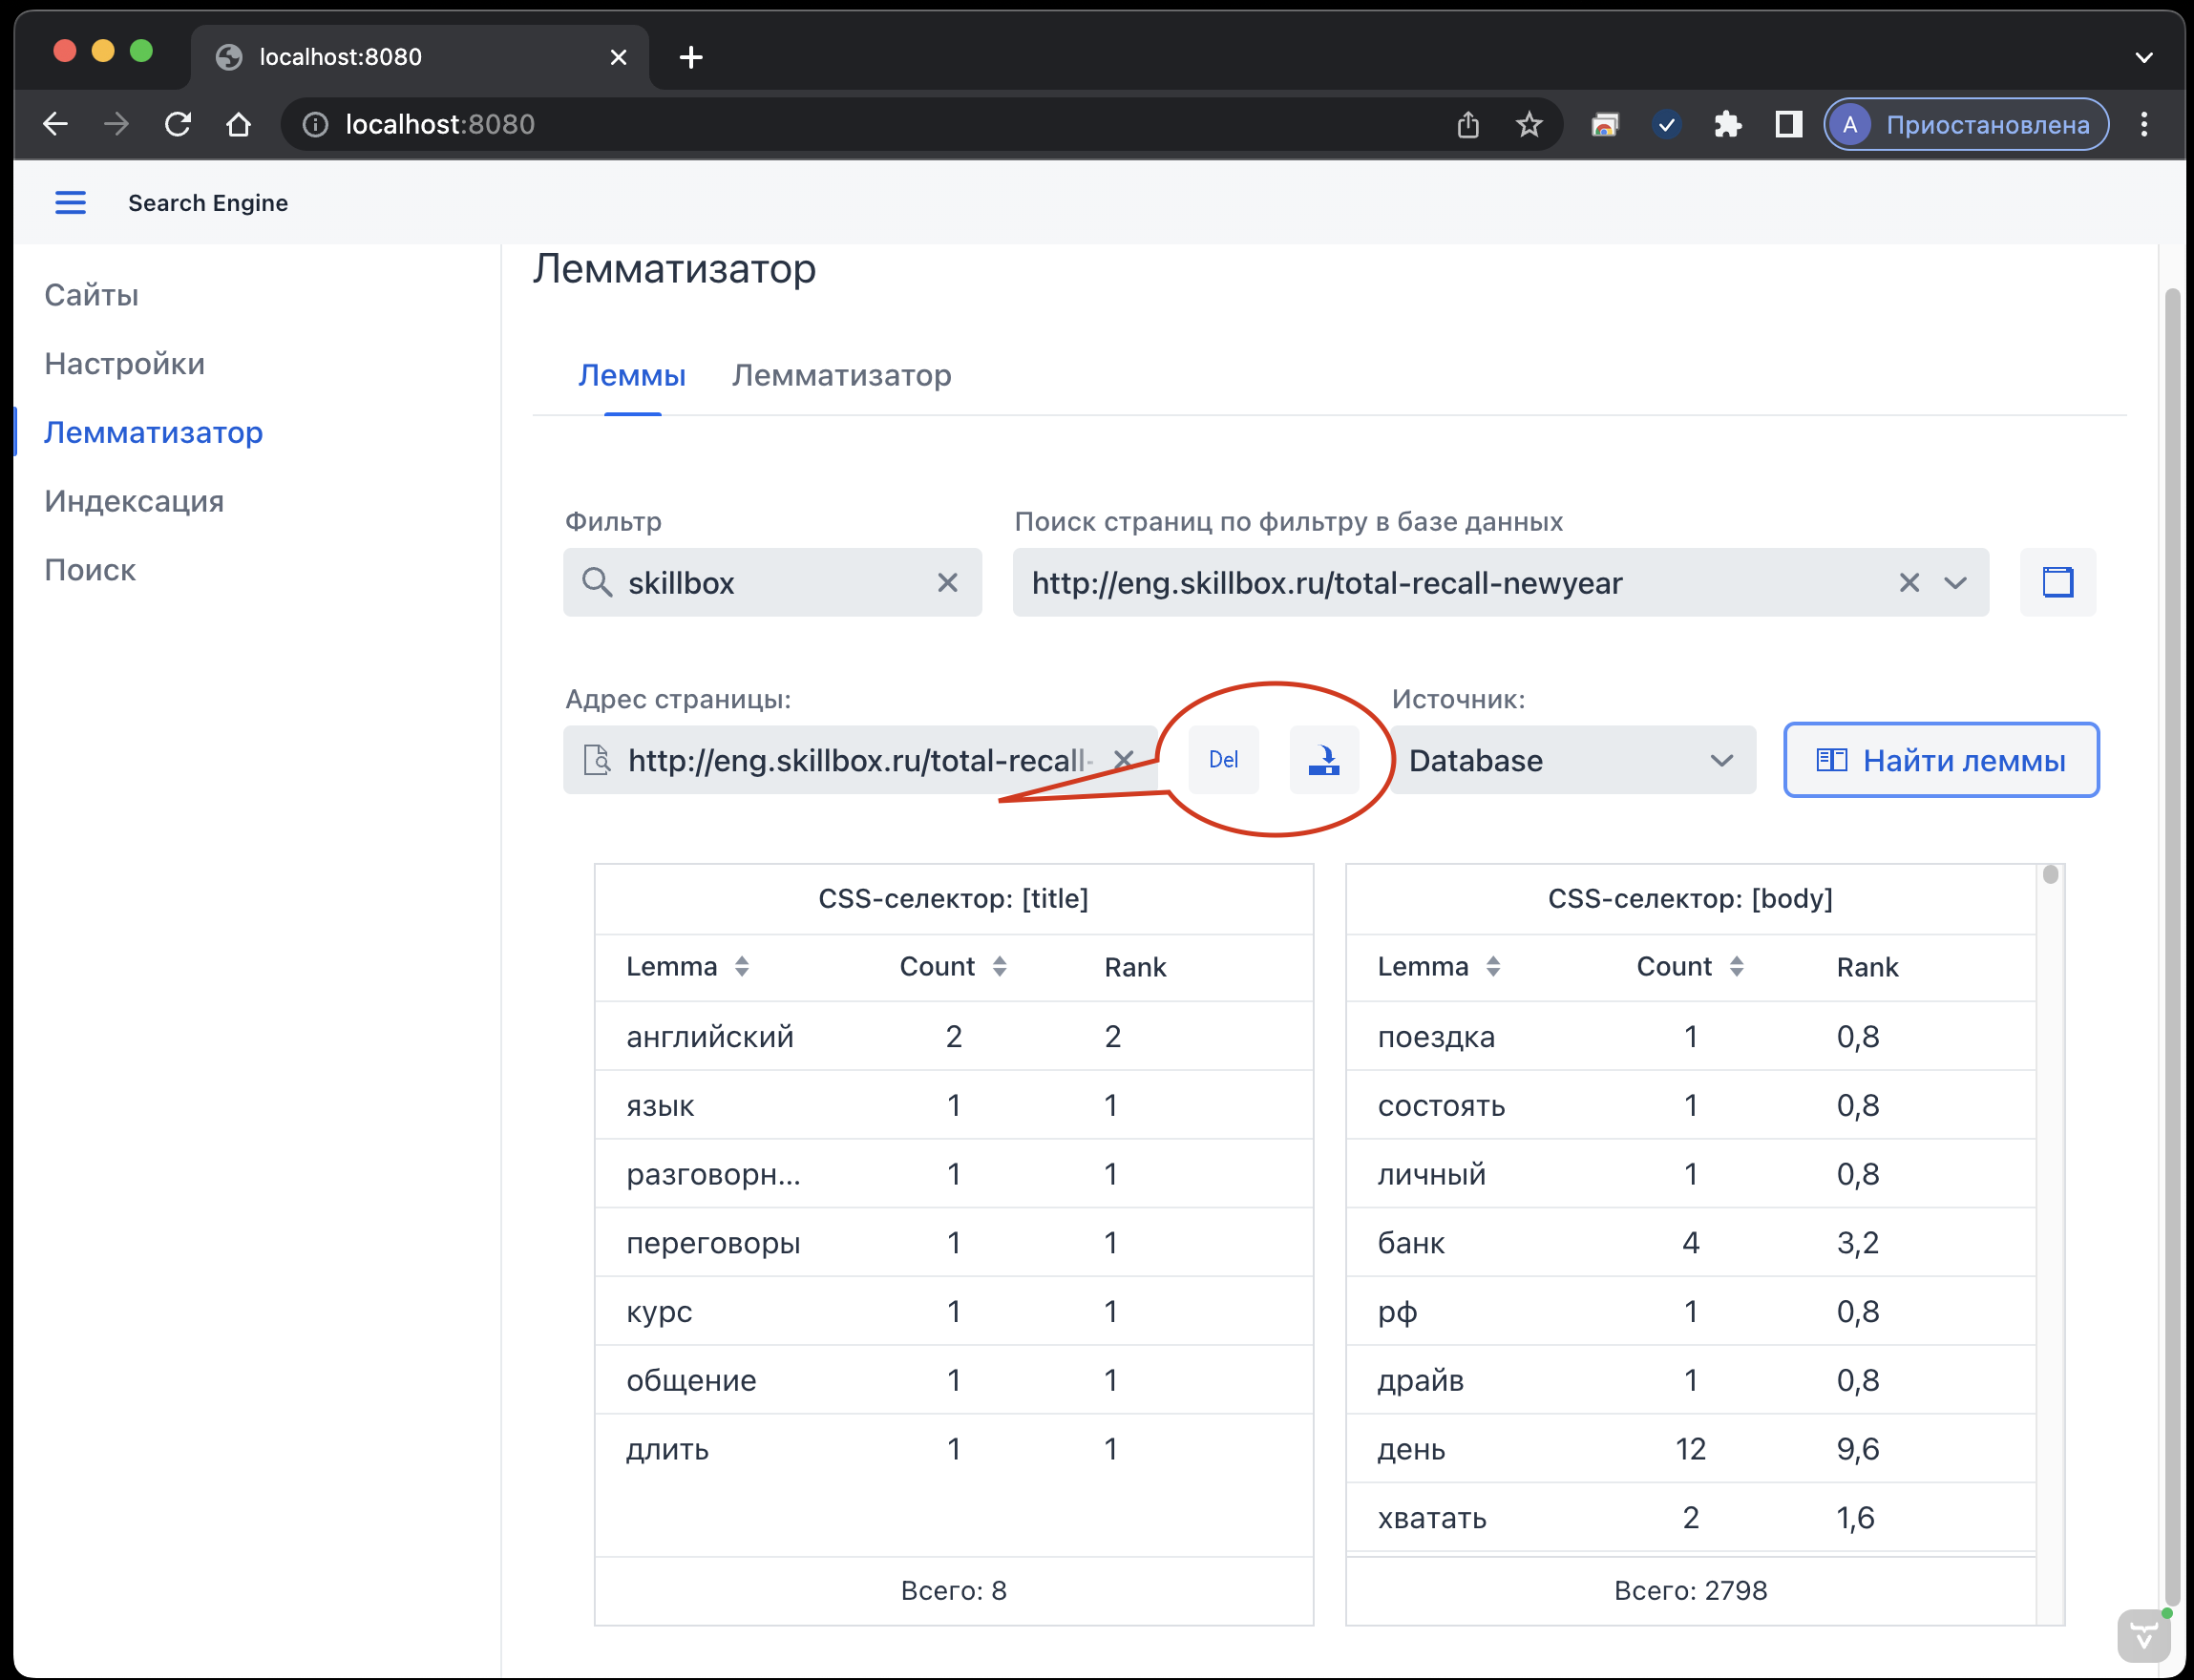 localhost:8080
localhost:8080
A Приостановлена
Search Engine
Сайты
Настройки
Лемматизатор
Индексация
Поиск
Лемматизатор
Леммы Лемматизатор
Фильтр Поиск страниц по фильтру в базе данных
skillbox http://eng.skillbox.ru/total-recall-newyear
Адрес страницы: Источник:
http://eng.skillbox.ru/total-recall- Del Database Найти леммы
CSS-селектор: [title]
Lemma Count Rank
английский 2 2
язык 1 1
разговорн... 1 1
переговоры 1 1
курс 1 1
общение 1 1
длить 1 1
Всего: 8
CSS-селектор: [body]
Lemma Count Rank
поездка 1 0,8
состоять 1 0,8
личный 1 0,8
банк 4 3,2
рф 1 0,8
драйв 1 0,8
день 12 9,6
хватать 2 1,6
Всего: 2798